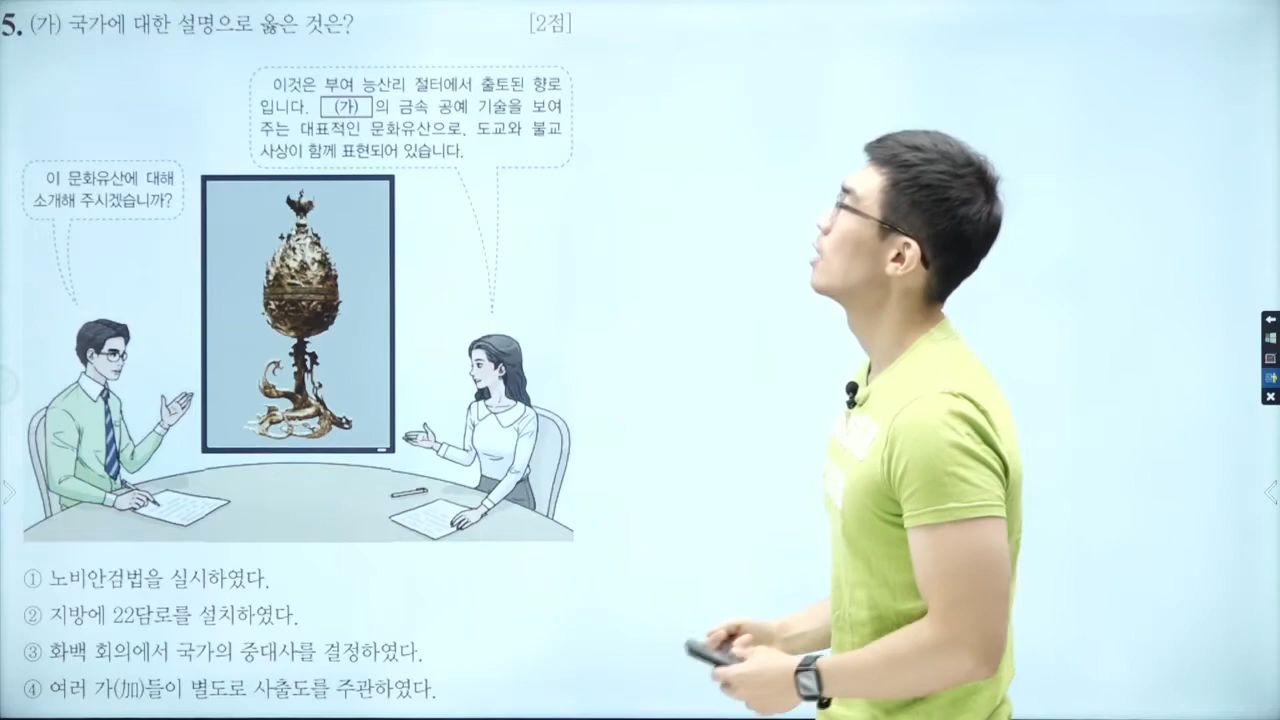 5. (가) 국가에 대한 설명으로 옳은 것은? [2점]
이것은 부여 능산리 절터에서 출토된 향로
입니다. (가) 의 금속 공예 기술을 보여
주는 대표적인 문화유산으로, 도교와 불교
사상이 함께 표현되어 있습니다.
이 문화유산에 대해
소개해 주시겠습니까?
① 노비안검법을 실시하였다.
② 지방에 22담로를 설치하였다.
③ 화백 회의에서 국가의 중대사를 결정하였다.
④ 여러 가(加)들이 별도로 사출도를 주관하였다.